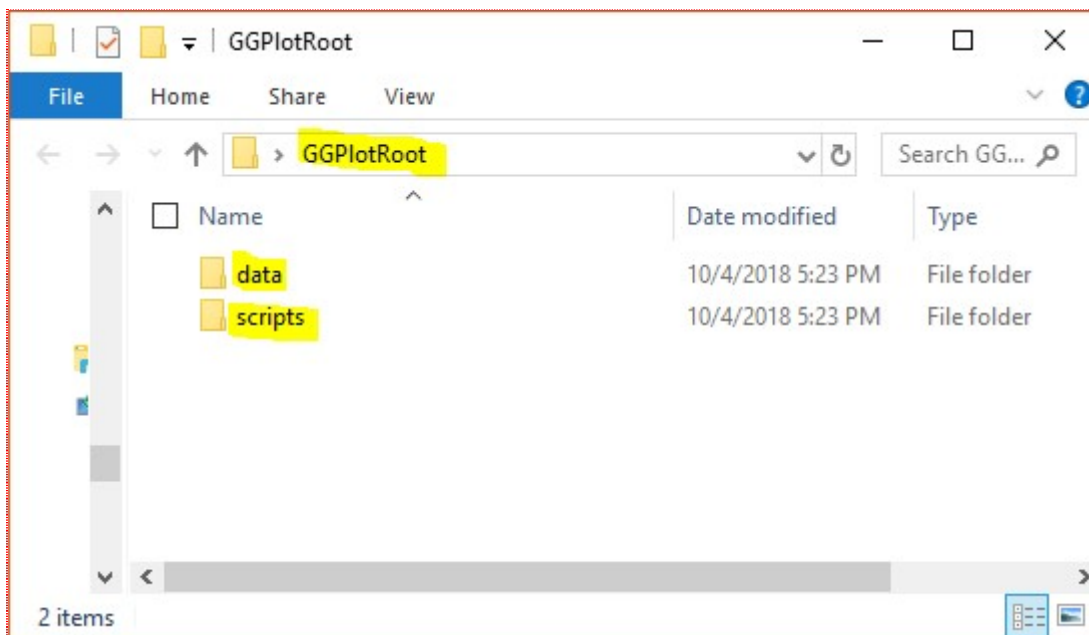 GGPlotRoot
File Home Share View ?
GGPlotRoot Search GG...
Name Date modified Type
data 10/4/2018 5:23 PM File folder
scripts 10/4/2018 5:23 PM File folder
2 items